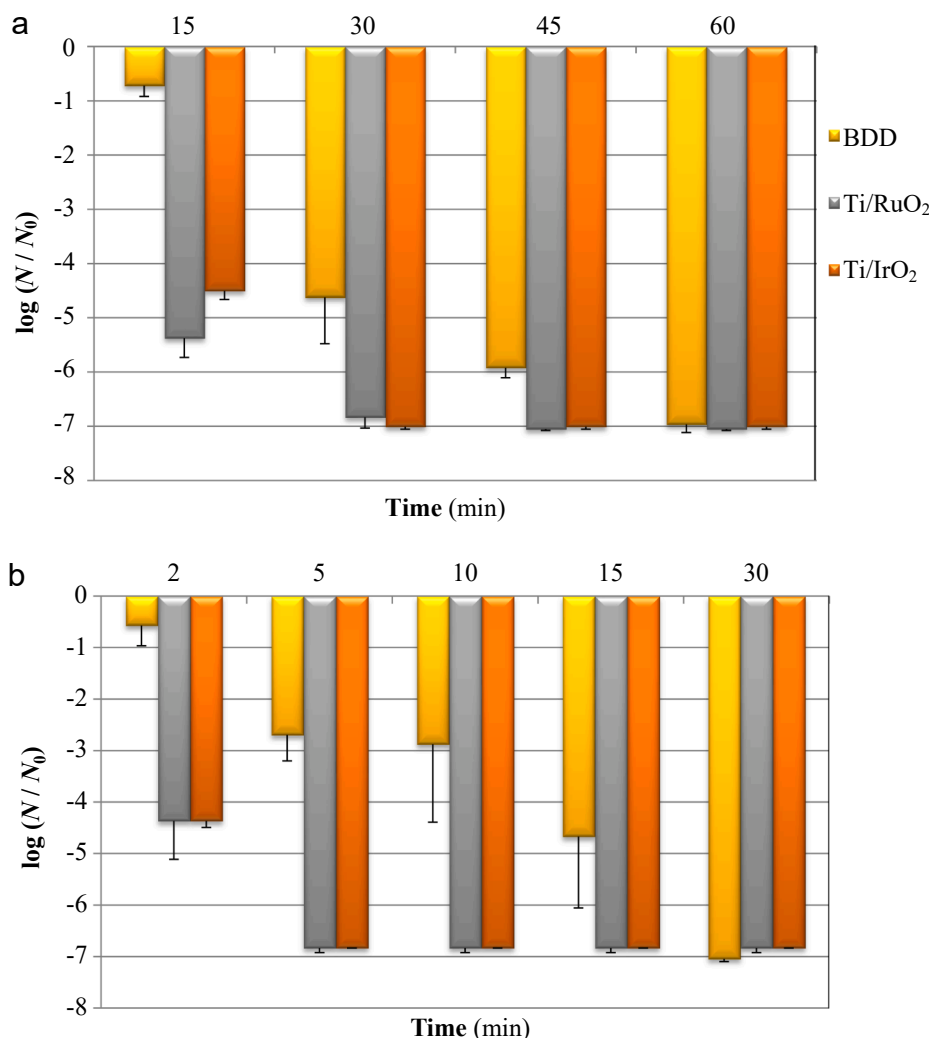 a
15 30 45 60
0
-1
-2
-3
-4
-5
-6
-7
-8
log (N / N₀)
Time (min)
BDD
Ti/RuO₂
Ti/IrO₂
b
2 5 10 15 30
0
-1
-2
-3
-4
-5
-6
-7
-8
log (N / N₀)
Time (min)